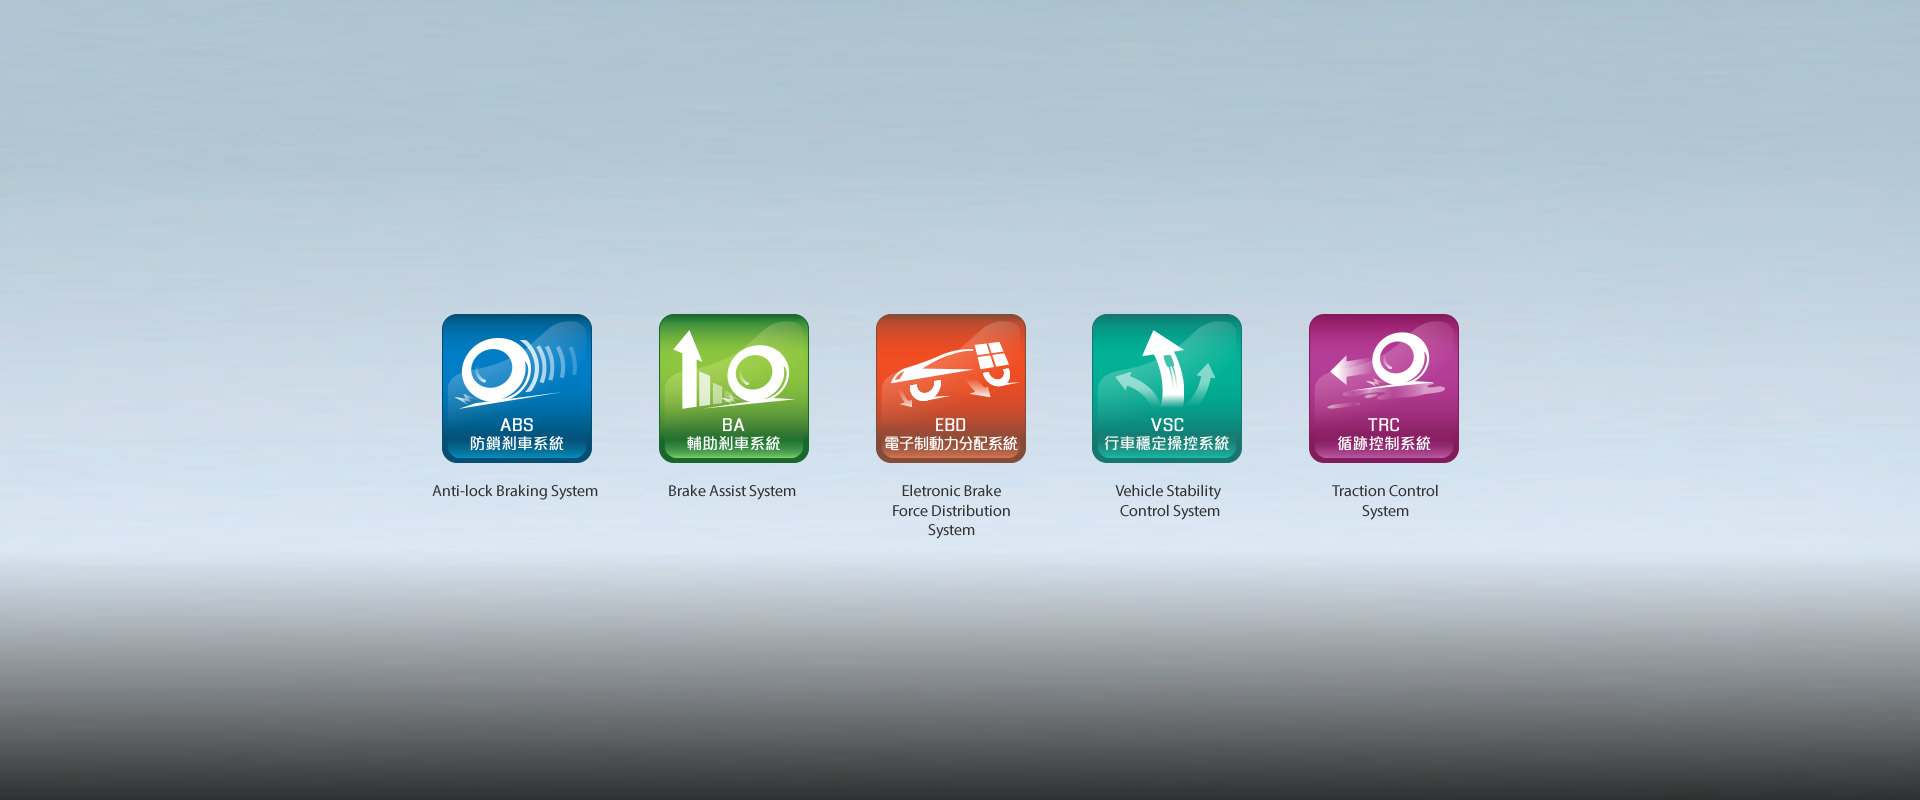 ABS
防鎖剎車系統
Anti-lock Braking System
BA
輔助剎車系統
Brake Assist System
EBD
電子制動力分配系統
Eletronic Brake
Force Distribution
System
VSC
行車穩定操控系統
Vehicle Stability
Control System
TRC
循跡控制系統
Traction Control
System